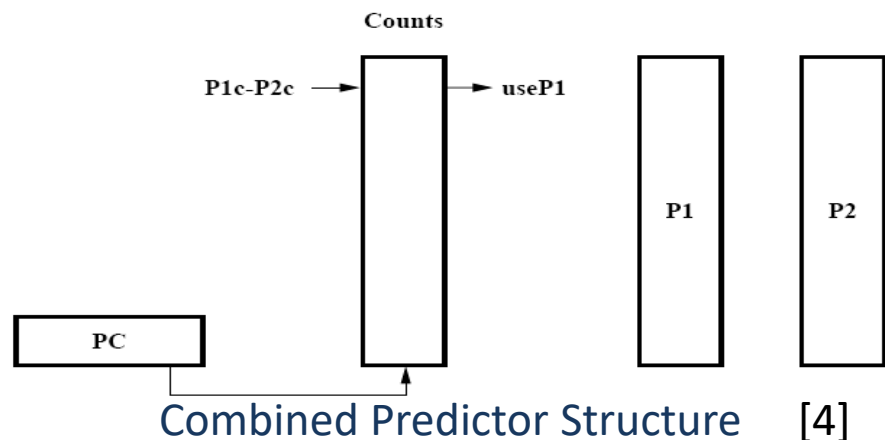 Counts
P1c-P2c
useP1
P1
P2
PC
Combined Predictor Structure [4]